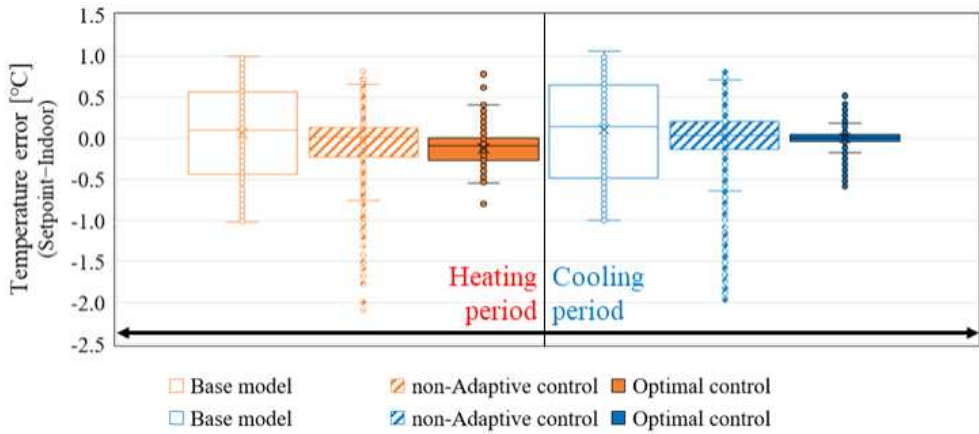 Temperature error [°C]
(Setpoint−Indoor)
1.5
1.0
0.5
0.0
-0.5
-1.0
-1.5
-2.0
-2.5
Heating
period
Cooling
period
Base model non-Adaptive control Optimal control
Base model non-Adaptive control Optimal control